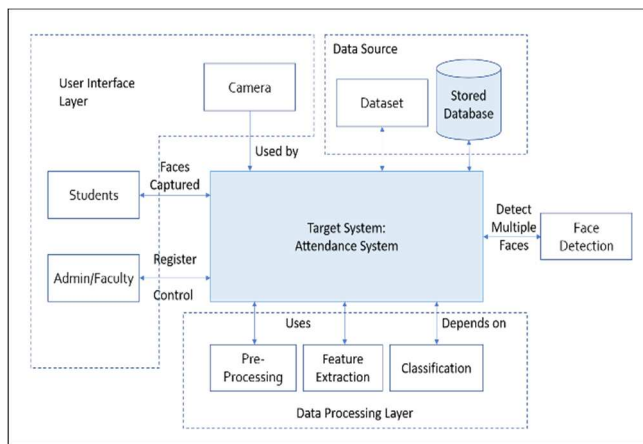 User Interface
Layer
Camera
Data Source
Dataset
Stored
Database
Used by
Students
Faces
Captured
Target System:
Attendance System
Detect
Multiple
Faces
Face
Detection
Admin/Faculty
Register
Control
Uses
Depends on
Pre-
Processing
Feature
Extraction
Classification
Data Processing Layer